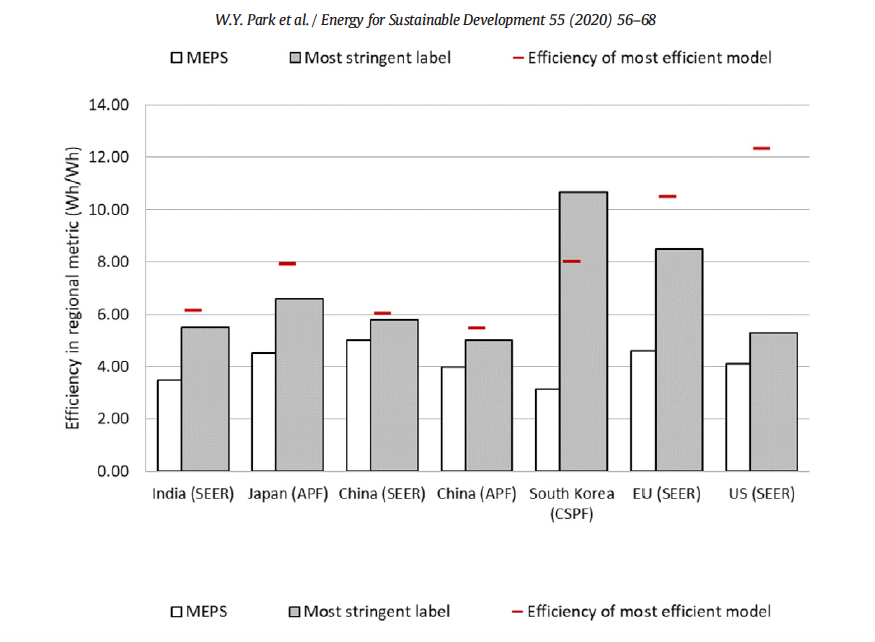 W.Y. Park et al. / Energy for Sustainable Development 55 (2020) 56–68
MEPS Most stringent label Efficiency of most efficient model
Efficiency in regional metric (Wh/Wh)
14.00
12.00
10.00
8.00
6.00
4.00
2.00
0.00
India (SEER) Japan (APF) China (SEER) China (APF) South Korea EU (SEER) US (SEER)
(CSPF)
MEPS Most stringent label Efficiency of most efficient model